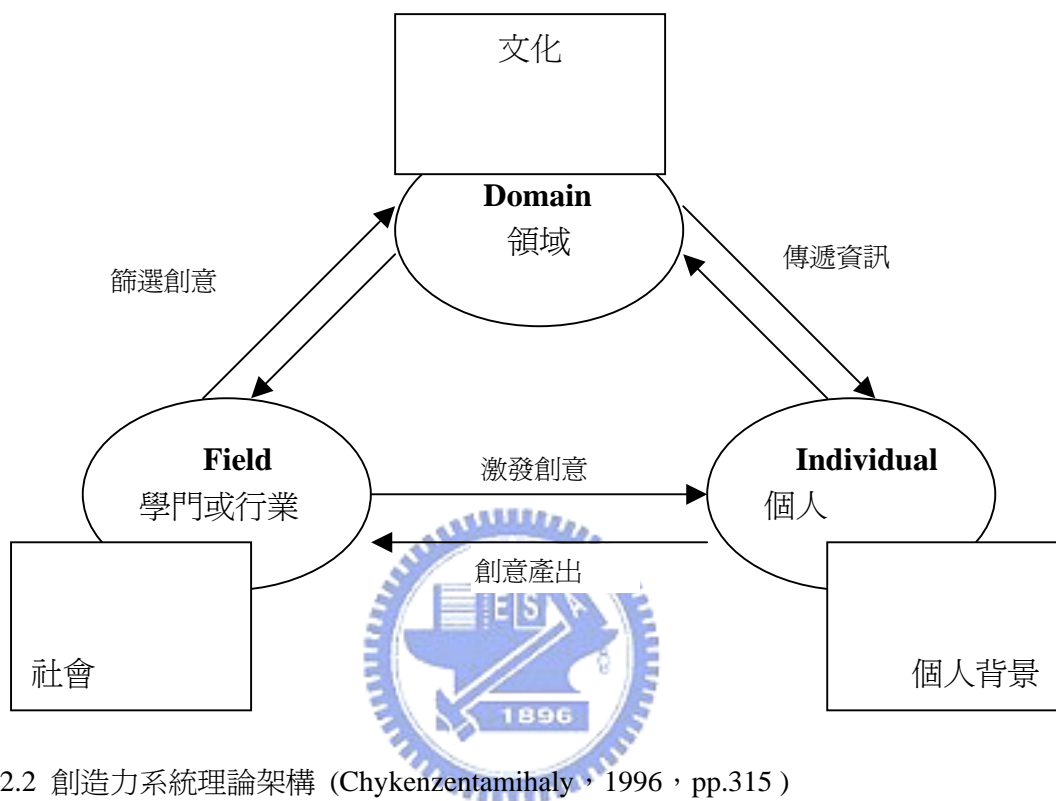 文化
Domain
領域
篩選創意
傳遞資訊
Field
學門或行業
激發創意
Individual
個人
創意產出
社會
個人背景
E S A
1896
2.2 創造力系統理論架構 (Chykenzentamihaly，1996，pp.315 )